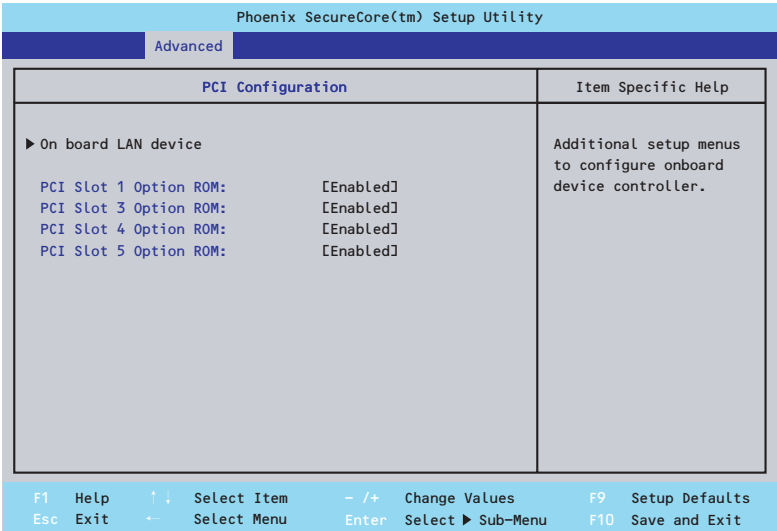 Phoenix SecureCore(tm) Setup Utility
Advanced
PCI Configuration
Item Specific Help
▶ On board LAN device
PCI Slot 1 Option ROM: [Enabled]
PCI Slot 3 Option ROM: [Enabled]
PCI Slot 4 Option ROM: [Enabled]
PCI Slot 5 Option ROM: [Enabled]
Additional setup menus
to configure onboard
device controller.
F1 Help ↑↓ Select Item - /+ Change Values F9 Setup Defaults
Esc Exit ← Select Menu Enter Select ▶ Sub-Menu F10 Save and Exit